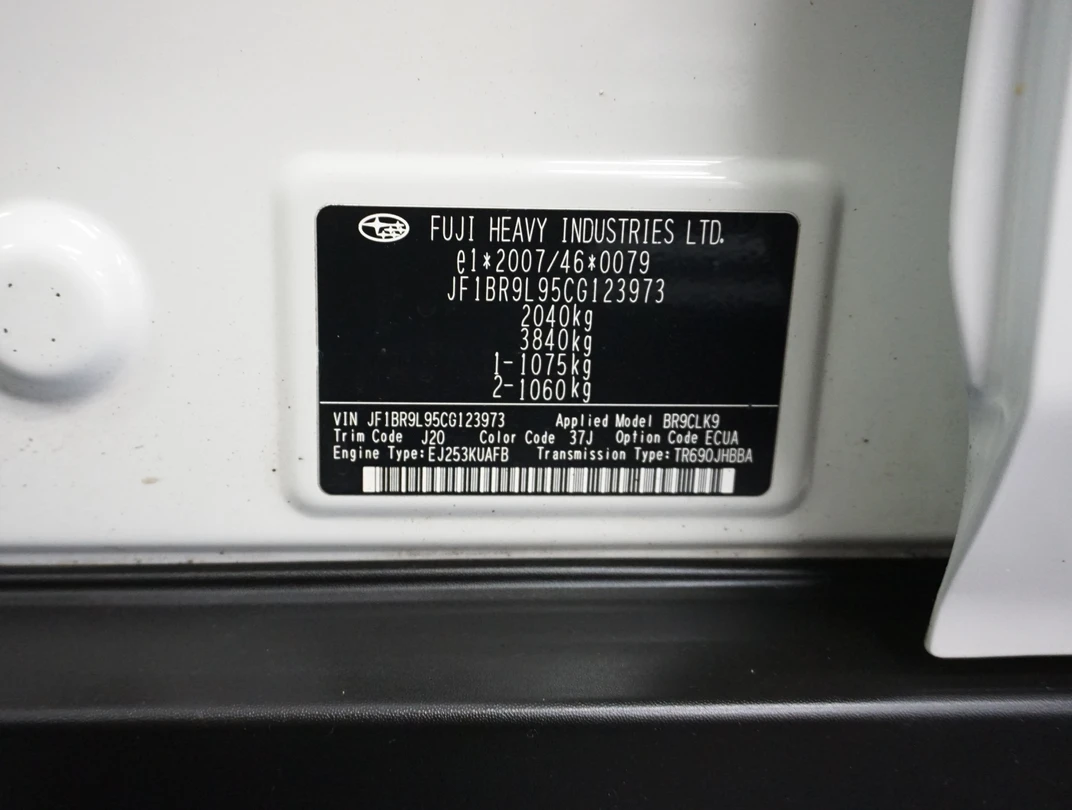 FUJI HEAVY INDUSTRIES LTD.
e1*2007/46*0079
JF1BR9L95CG123973
2040kg
3840kg
1-1075kg
2-1060kg
VIN JF1BR9L95CG123973 Applied Model BR9CLK9
Trim Code J20 Color Code 37J Option Code ECUA
Engine Type:EJ253KUAFB Transmission Type:TR690JHBBA